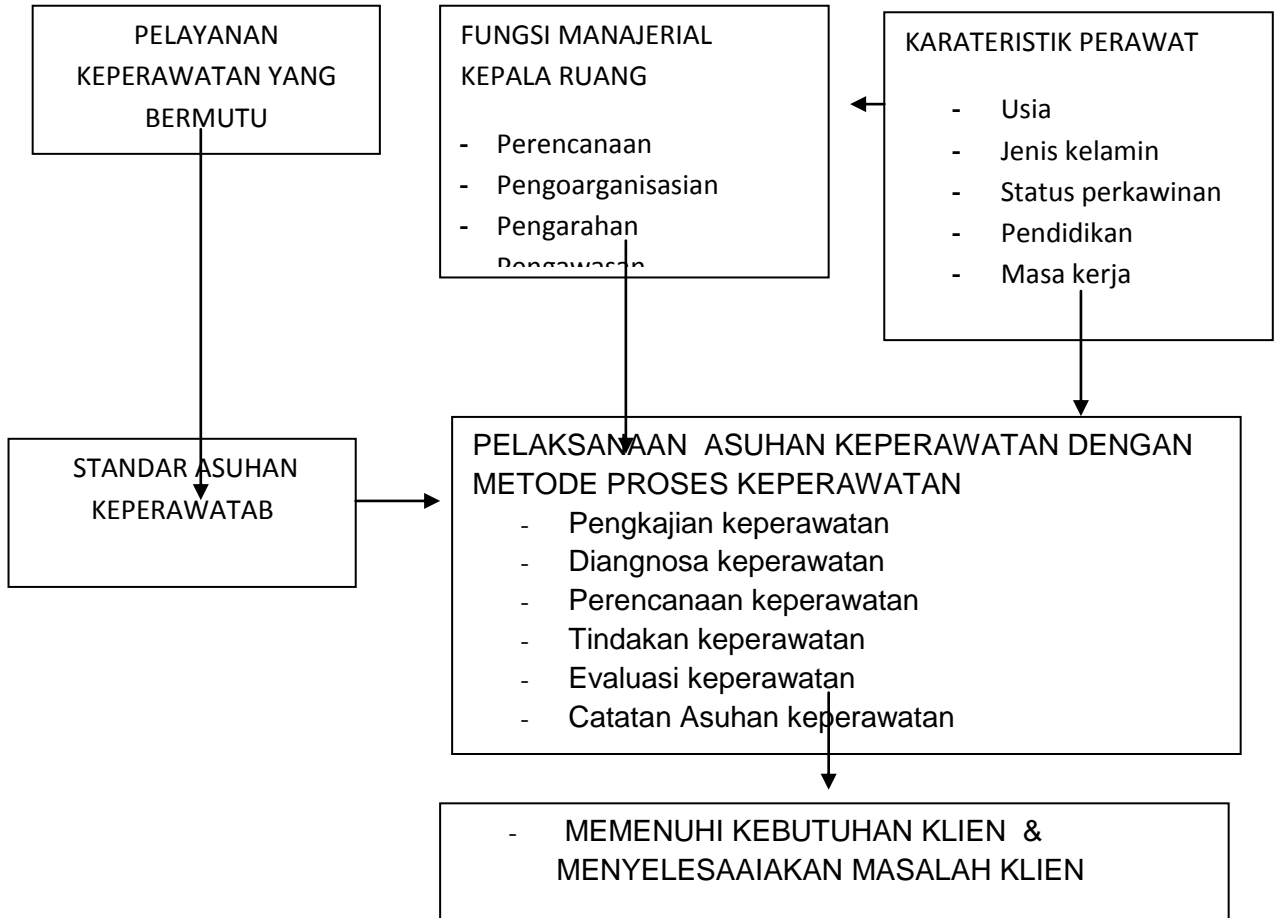 PELAYANAN
KEPERAWATAN YANG
BERMUTU
FUNGSI MANAJERIAL
KEPALA RUANG
- Perencanaan
- Pengoarganisasian
- Pengarahan
Pengawasan
KARATERISTIK PERAWAT
- Usia
- Jenis kelamin
- Status perkawinan
- Pendidikan
- Masa kerja
STANDAR ASUHAN
KEPERAWATAB
PELAKSANAAN ASUHAN KEPERAWATAN DENGAN
METODE PROSES KEPERAWATAN
- Pengkajian keperawatan
- Diangnosa keperawatan
- Perencanaan keperawatan
- Tindakan keperawatan
- Evaluasi keperawatan
- Catatan Asuhan keperawatan
- MEMENUHI KEBUTUHAN KLIEN &
MENYELESAAIAKAN MASALAH KLIEN